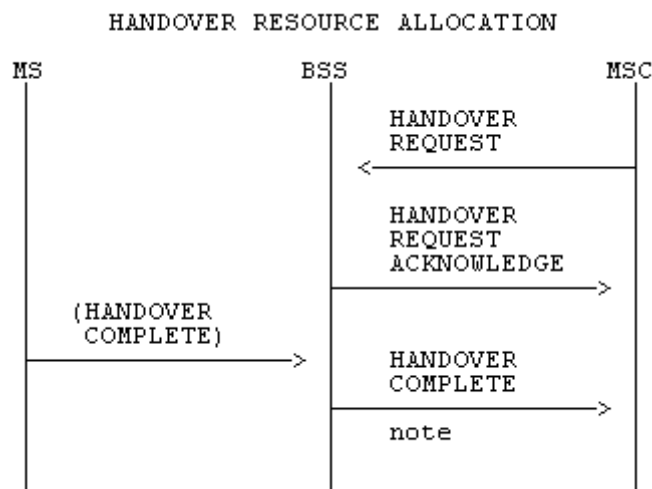 HANDOVER RESOURCE ALLOCATION
MS BSS MSC
HANDOVER
REQUEST
HANDOVER
REQUEST
ACKNOWLEDGE
(HANDOVER
COMPLETE)
HANDOVER
COMPLETE
note